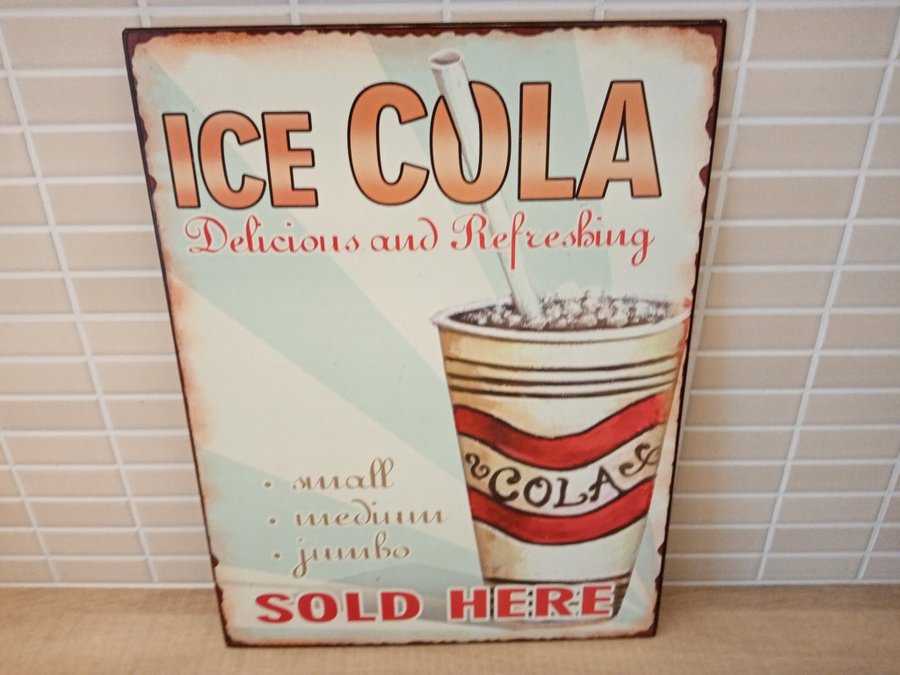 ICE COLA
Delicious and Refreshing
COLA
• small
• medium
• jumbo
SOLD HERE